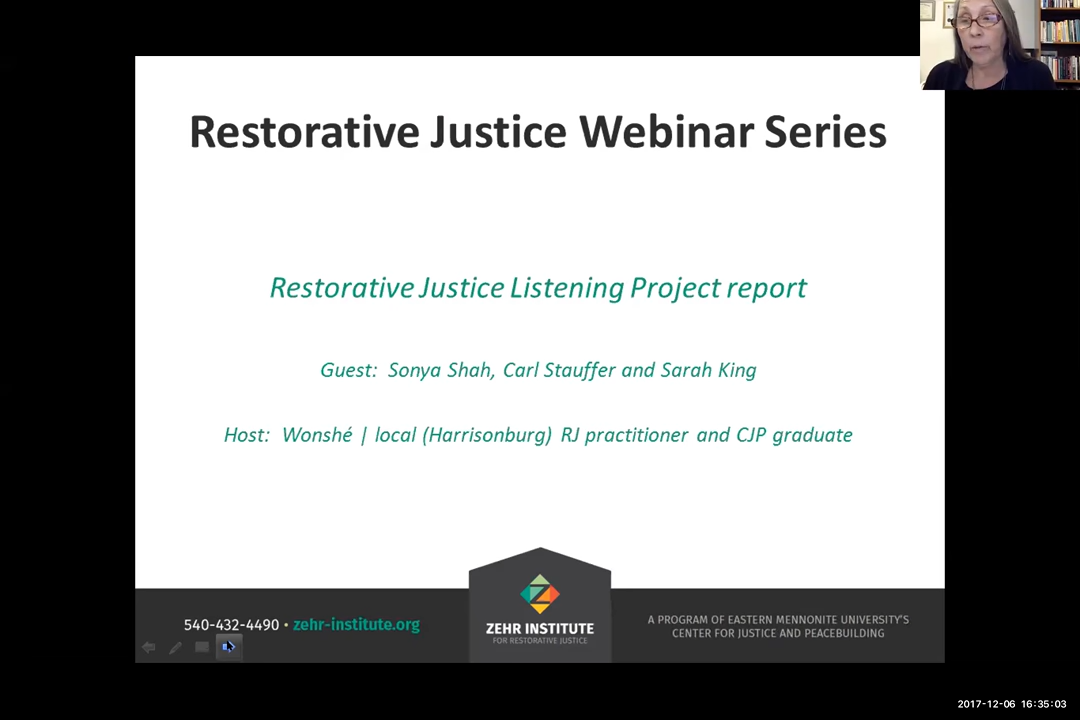 Restorative Justice Webinar Series
Restorative Justice Listening Project report
Guest:  Sonya Shah, Carl Stauffer and Sarah King
Host:  Wonshé | local (Harrisonburg) RJ practitioner and CJP graduate
540-432-4490 • zehr-institute.org
ZEHR INSTITUTE
FOR RESTORATIVE JUSTICE
A PROGRAM OF EASTERN MENNONITE UNIVERSITY'S
CENTER FOR JUSTICE AND PEACEBUILDING
2017-12-06 16:35:03